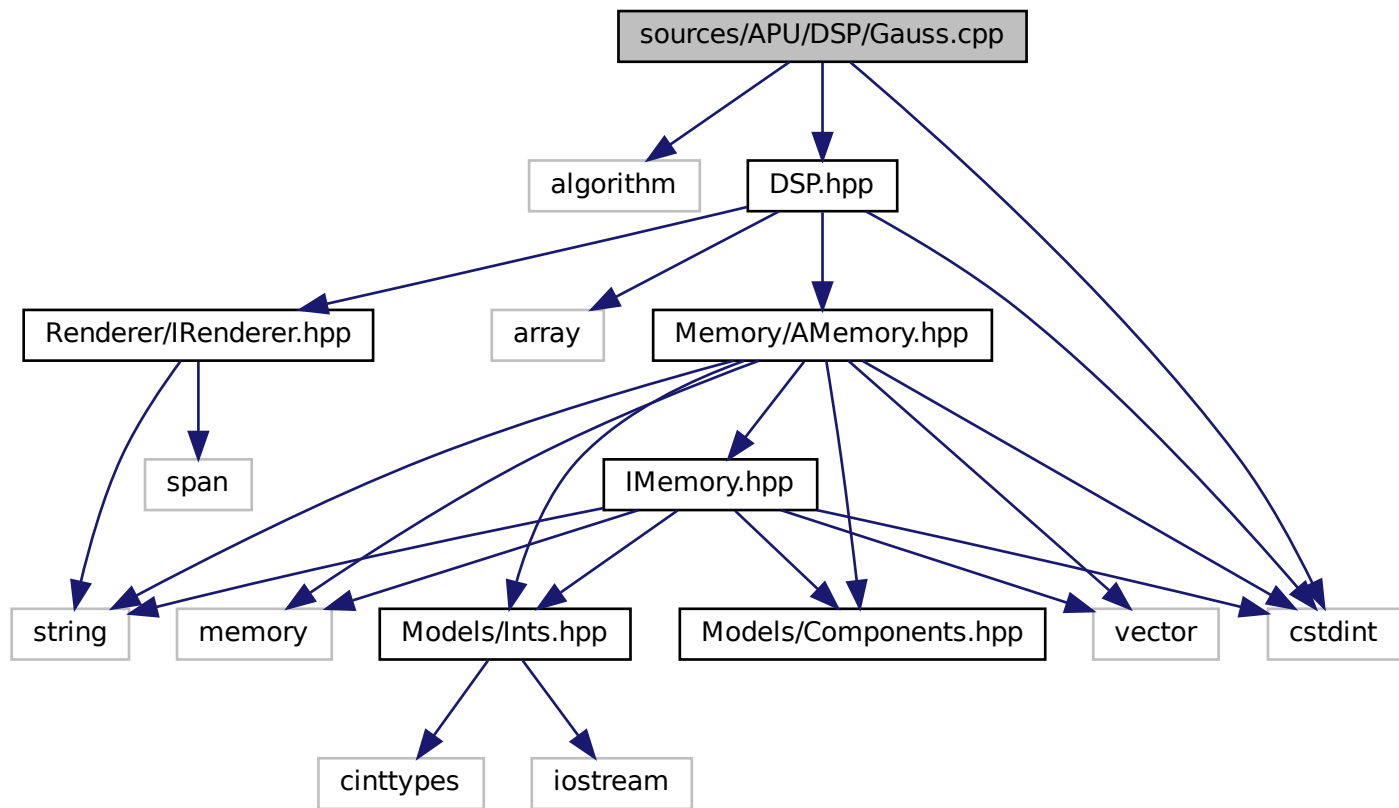 sources/APU/DSP/Gauss.cpp
algorithm
DSP.hpp
Renderer/IRenderer.hpp
array
Memory/AMemory.hpp
span
IMemory.hpp
string
memory
Models/Ints.hpp
Models/Components.hpp
vector
cstdint
cinttypes
iostream